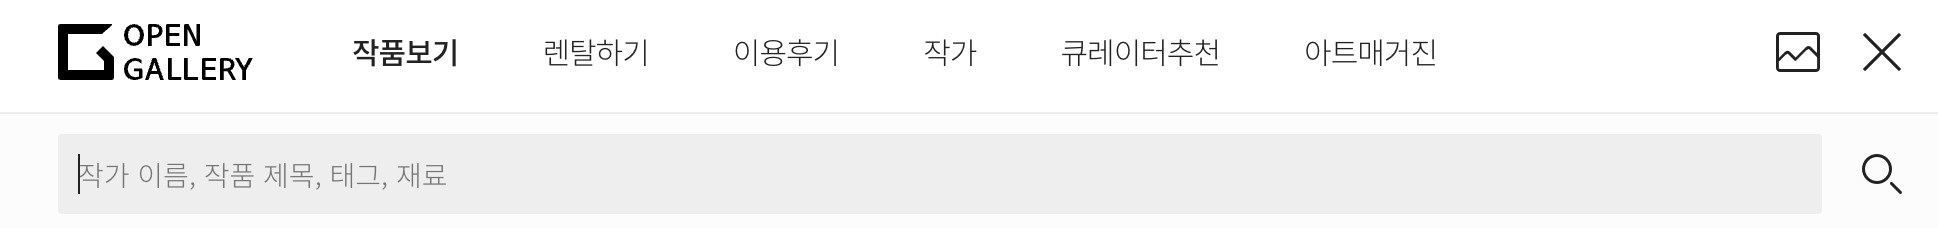 OPEN
GALLERY
작품보기 렌탈하기 이용후기 작가 큐레이터추천 아트매거진
작가 이름, 작품 제목, 태그, 재료